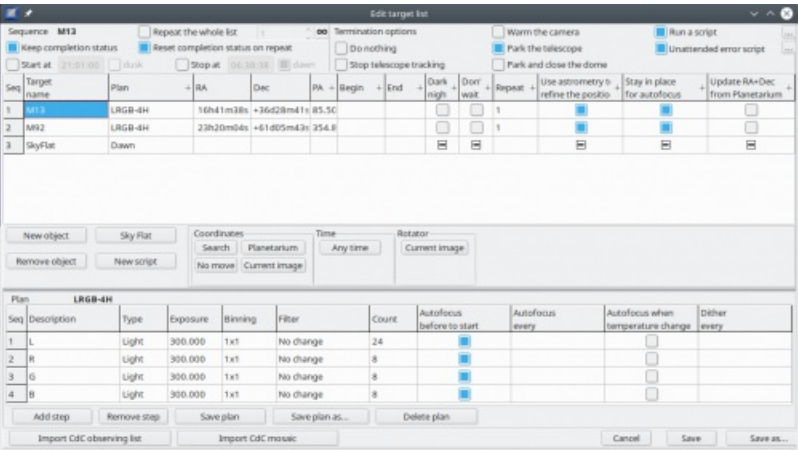 Edit target list
Sequence M13 Repeat the whole list 1 Termination options Warm the camera Run a script ...
Keep completion status Reset completion status on repeat Do nothing Park the telescope Unattended error script ...
Start at 21:01:00 dusk Stop at dawn Stop telescope tracking Park and close the dome
Seq Target name Plan RA Dec PA Begin End Dark nigh Don' wait Repeat Use astrometry t refine the positio Stay in place for autofocus Update RA+Dec from Planetarium
1 M13 LRGB-4H 16h41m38s +36d28m41s 85.50 1
2 M92 LRGB-4H 23h20m04s +61d05m43s 354.8 1
3 SkyFlat Dawn
New object Sky Flat Coordinates Time Rotator
Search Planetarium Any time Current image
Remove object New script No move Current image
Plan LRGB-4H
Seq Description Type Exposure Binning Filter Count Autofocus before to start Autofocus every Autofocus when temperature change Dither every
1 L Light 300.000 1x1 No change 24
2 R Light 300.000 1x1 No change 8
3 G Light 300.000 1x1 No change 8
4 B Light 300.000 1x1 No change 8
Add step Remove step Save plan Save plan as... Delete plan
Import CdC observing list Import CdC mosaic Cancel Save Save as...